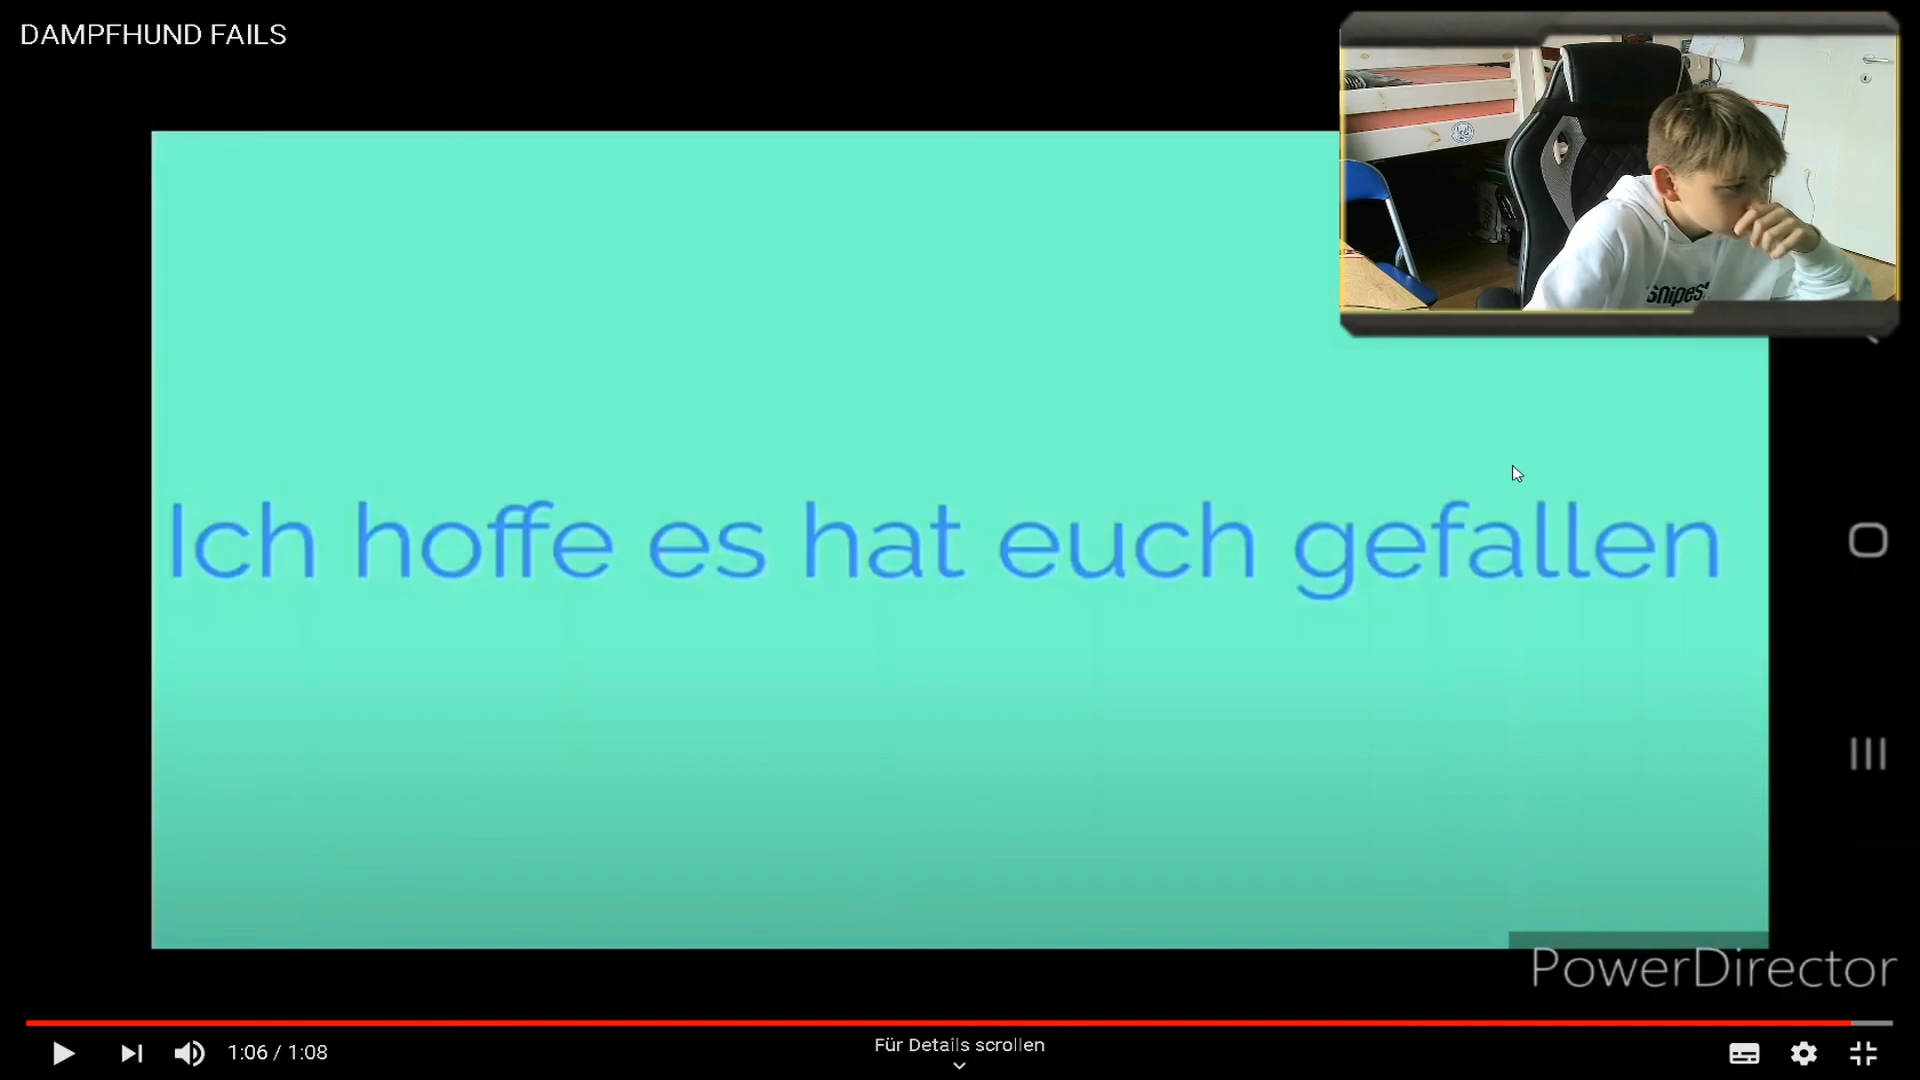 DAMPFHUND FAILS
Snipes
Ich hoffe es hat euch gefallen
PowerDirector
1:06 / 1:08
Für Details scrollen